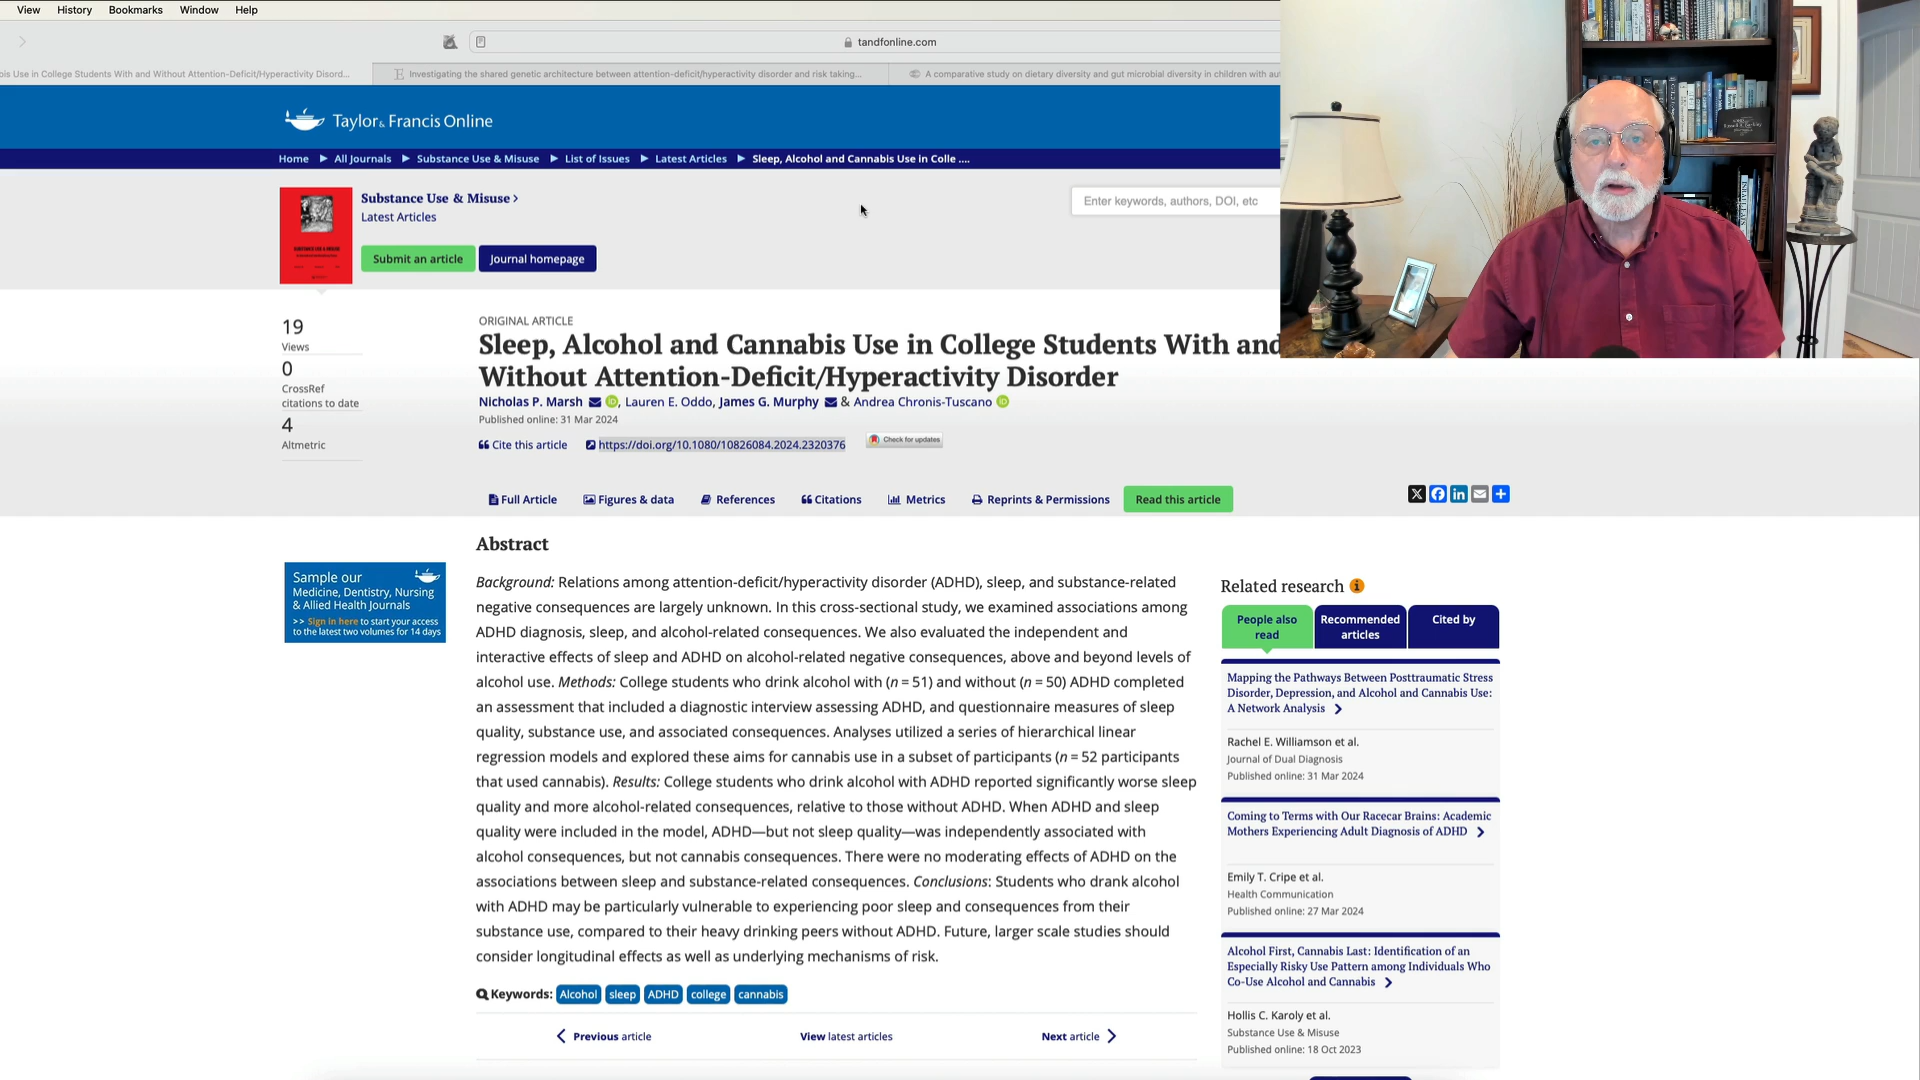 View History Bookmarks Window Help
tandfonline.com
bis Use in College Students With and Without Attention-Deficit/Hyperactivity Disord...
Investigating the shared genetic architecture between attention-deficit/hyperactivity disorder and risk taking...
A comparative study on dietary diversity and gut microbial diversity in children with au
Taylor & Francis Online
Home All Journals Substance Use & Misuse List of Issues Latest Articles Sleep, Alcohol and Cannabis Use in Colle ....
Substance Use & Misuse >
Latest Articles
Enter keywords, authors, DOI, etc
Submit an article
Journal homepage
19
Views
0
CrossRef
citations to date
4
Altmetric
ORIGINAL ARTICLE
Sleep, Alcohol and Cannabis Use in College Students With and
Without Attention-Deficit/Hyperactivity Disorder
Nicholas P. Marsh iD, Lauren E. Oddo, James G. Murphy & Andrea Chronis-Tuscano iD
Published online: 31 Mar 2024
Cite this article https://doi.org/10.1080/10826084.2024.2320376 Check for updates
Full Article Figures & data References Citations Metrics Reprints & Permissions Read this article
Sample our
Medicine, Dentistry, Nursing
& Allied Health Journals
>> Sign in here to start your access
to the latest two volumes for 14 days
Abstract
Background: Relations among attention-deficit/hyperactivity disorder (ADHD), sleep, and substance-related
negative consequences are largely unknown. In this cross-sectional study, we examined associations among
ADHD diagnosis, sleep, and alcohol-related consequences. We also evaluated the independent and
interactive effects of sleep and ADHD on alcohol-related negative consequences, above and beyond levels of
alcohol use. Methods: College students who drink alcohol with (n = 51) and without (n = 50) ADHD completed
an assessment that included a diagnostic interview assessing ADHD, and questionnaire measures of sleep
quality, substance use, and associated consequences. Analyses utilized a series of hierarchical linear
regression models and explored these aims for cannabis use in a subset of participants (n = 52 participants
that used cannabis). Results: College students who drink alcohol with ADHD reported significantly worse sleep
quality and more alcohol-related consequences, relative to those without ADHD. When ADHD and sleep
quality were included in the model, ADHD—but not sleep quality—was independently associated with
alcohol consequences, but not cannabis consequences. There were no moderating effects of ADHD on the
associations between sleep and substance-related consequences. Conclusions: Students who drank alcohol
with ADHD may be particularly vulnerable to experiencing poor sleep and consequences from their
substance use, compared to their heavy drinking peers without ADHD. Future, larger scale studies should
consider longitudinal effects as well as underlying mechanisms of risk.
Keywords: Alcohol sleep ADHD college cannabis
Previous article View latest articles Next article
Related research i
People also
read
Recommended
articles
Cited by
Mapping the Pathways Between Posttraumatic Stress
Disorder, Depression, and Alcohol and Cannabis Use:
A Network Analysis
Rachel E. Williamson et al.
Journal of Dual Diagnosis
Published online: 31 Mar 2024
Coming to Terms with Our Racecar Brains: Academic
Mothers Experiencing Adult Diagnosis of ADHD
Emily T. Cripe et al.
Health Communication
Published online: 27 Mar 2024
Alcohol First, Cannabis Last: Identification of an
Especially Risky Use Pattern among Individuals Who
Co-Use Alcohol and Cannabis
Hollis C. Karoly et al.
Substance Use & Misuse
Published online: 18 Oct 2023